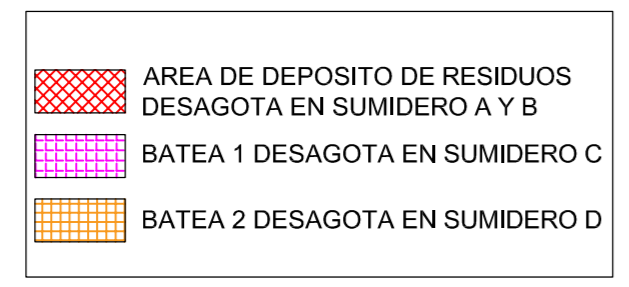 AREA DE DEPOSITO DE RESIDUOS
DESAGOTA EN SUMIDERO A Y B
BATEA 1 DESAGOTA EN SUMIDERO C
BATEA 2 DESAGOTA EN SUMIDERO D